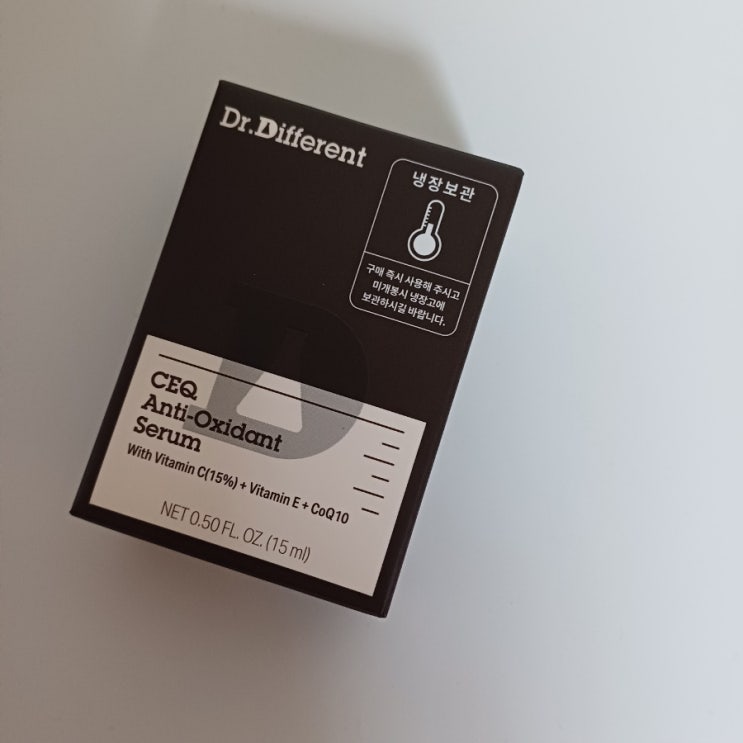 Dr.Different
냉장보관
구매 즉시 사용해 주시고
미개봉시 냉장고에
보관하시길 바랍니다.
CEQ
Anti-Oxidant
Serum
With Vitamin C(15%) + Vitamin E + CoQ10
NET 0.50 FL. OZ. (15 ml)